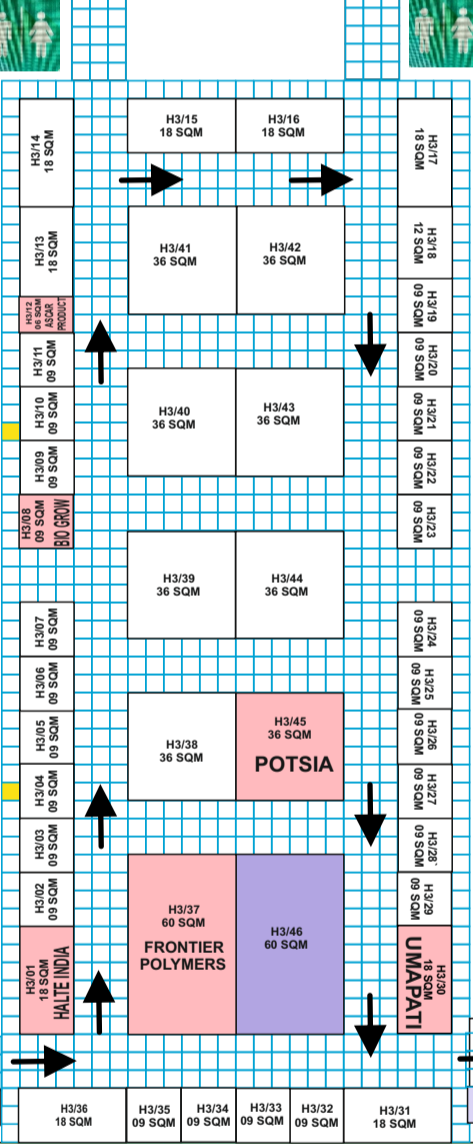 H3/15
18 SQM
H3/16
18 SQM
H3/14
18 SQM
H3/17
18 SQM
H3/13
18 SQM
H3/41
36 SQM
H3/42
36 SQM
H3/18
12 SQM
H3/12
06 SQM
ASCAR
PRODUCT
H3/19
09 SQM
H3/11
09 SQM
H3/20
09 SQM
H3/10
09 SQM
H3/40
36 SQM
H3/43
36 SQM
H3/21
09 SQM
H3/09
09 SQM
H3/22
09 SQM
H3/08
09 SQM
BIO GROW
H3/23
09 SQM
H3/39
36 SQM
H3/44
36 SQM
H3/07
09 SQM
H3/24
09 SQM
H3/06
09 SQM
H3/25
09 SQM
H3/05
09 SQM
H3/38
36 SQM
H3/45
36 SQM
POTSIA
H3/26
09 SQM
H3/04
09 SQM
H3/27
09 SQM
H3/03
09 SQM
H3/28`
09 SQM
H3/02
09 SQM
H3/29
09 SQM
H3/37
60 SQM
FRONTIER
POLYMERS
H3/46
60 SQM
H3/01
18 SQM
HALTE INDIA
H3/30
18 SQM
UMAPATI
H3/36
18 SQM
H3/35
09 SQM
H3/34
09 SQM
H3/33
09 SQM
H3/32
09 SQM
H3/31
18 SQM